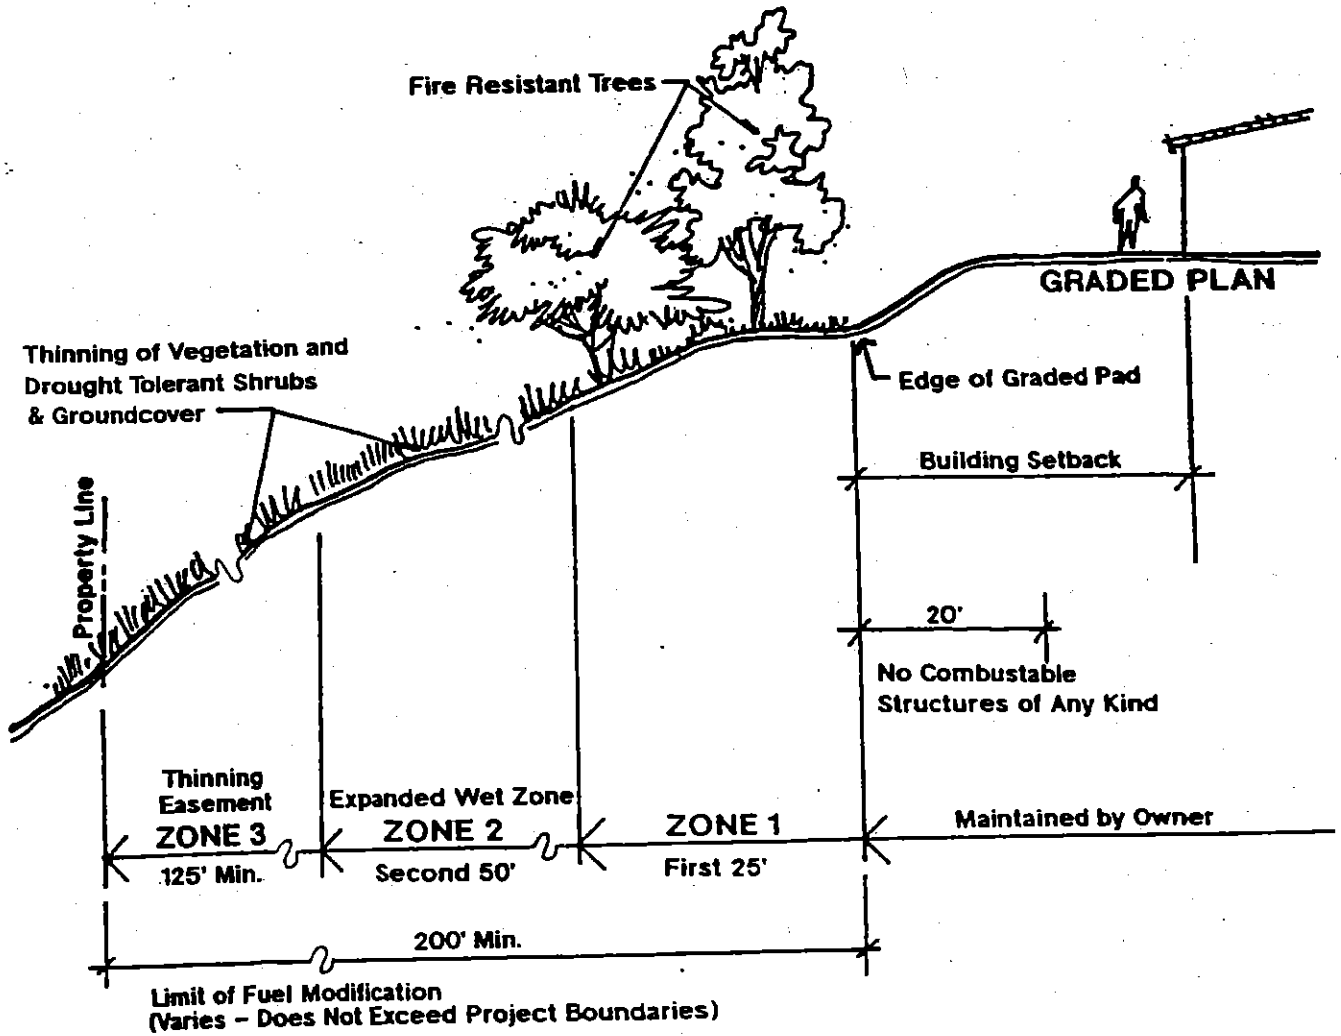 Fire Resistant Trees
GRADED PLAN
Thinning of Vegetation and
Drought Tolerant Shrubs
& Groundcover
Edge of Graded Pad
Building Setback
Property Line
20'
No Combustable
Structures of Any Kind
Thinning
Easement
ZONE 3
125' Min.
Expanded Wet Zone
ZONE 2
Second 50'
ZONE 1
First 25'
Maintained by Owner
200' Min.
Limit of Fuel Modification
(Varies – Does Not Exceed Project Boundaries)